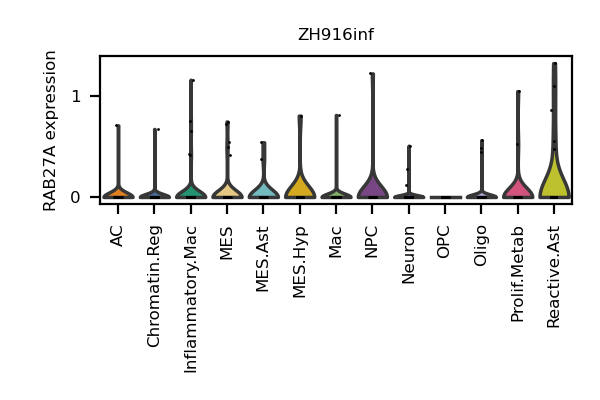 ZH916inf
RAB27A expression
1
0
AC
Chromatin.Reg
Inflammatory.Mac
MES
MES.Ast
MES.Hyp
Mac
NPC
Neuron
OPC
Oligo
Prolif.Metab
Reactive.Ast